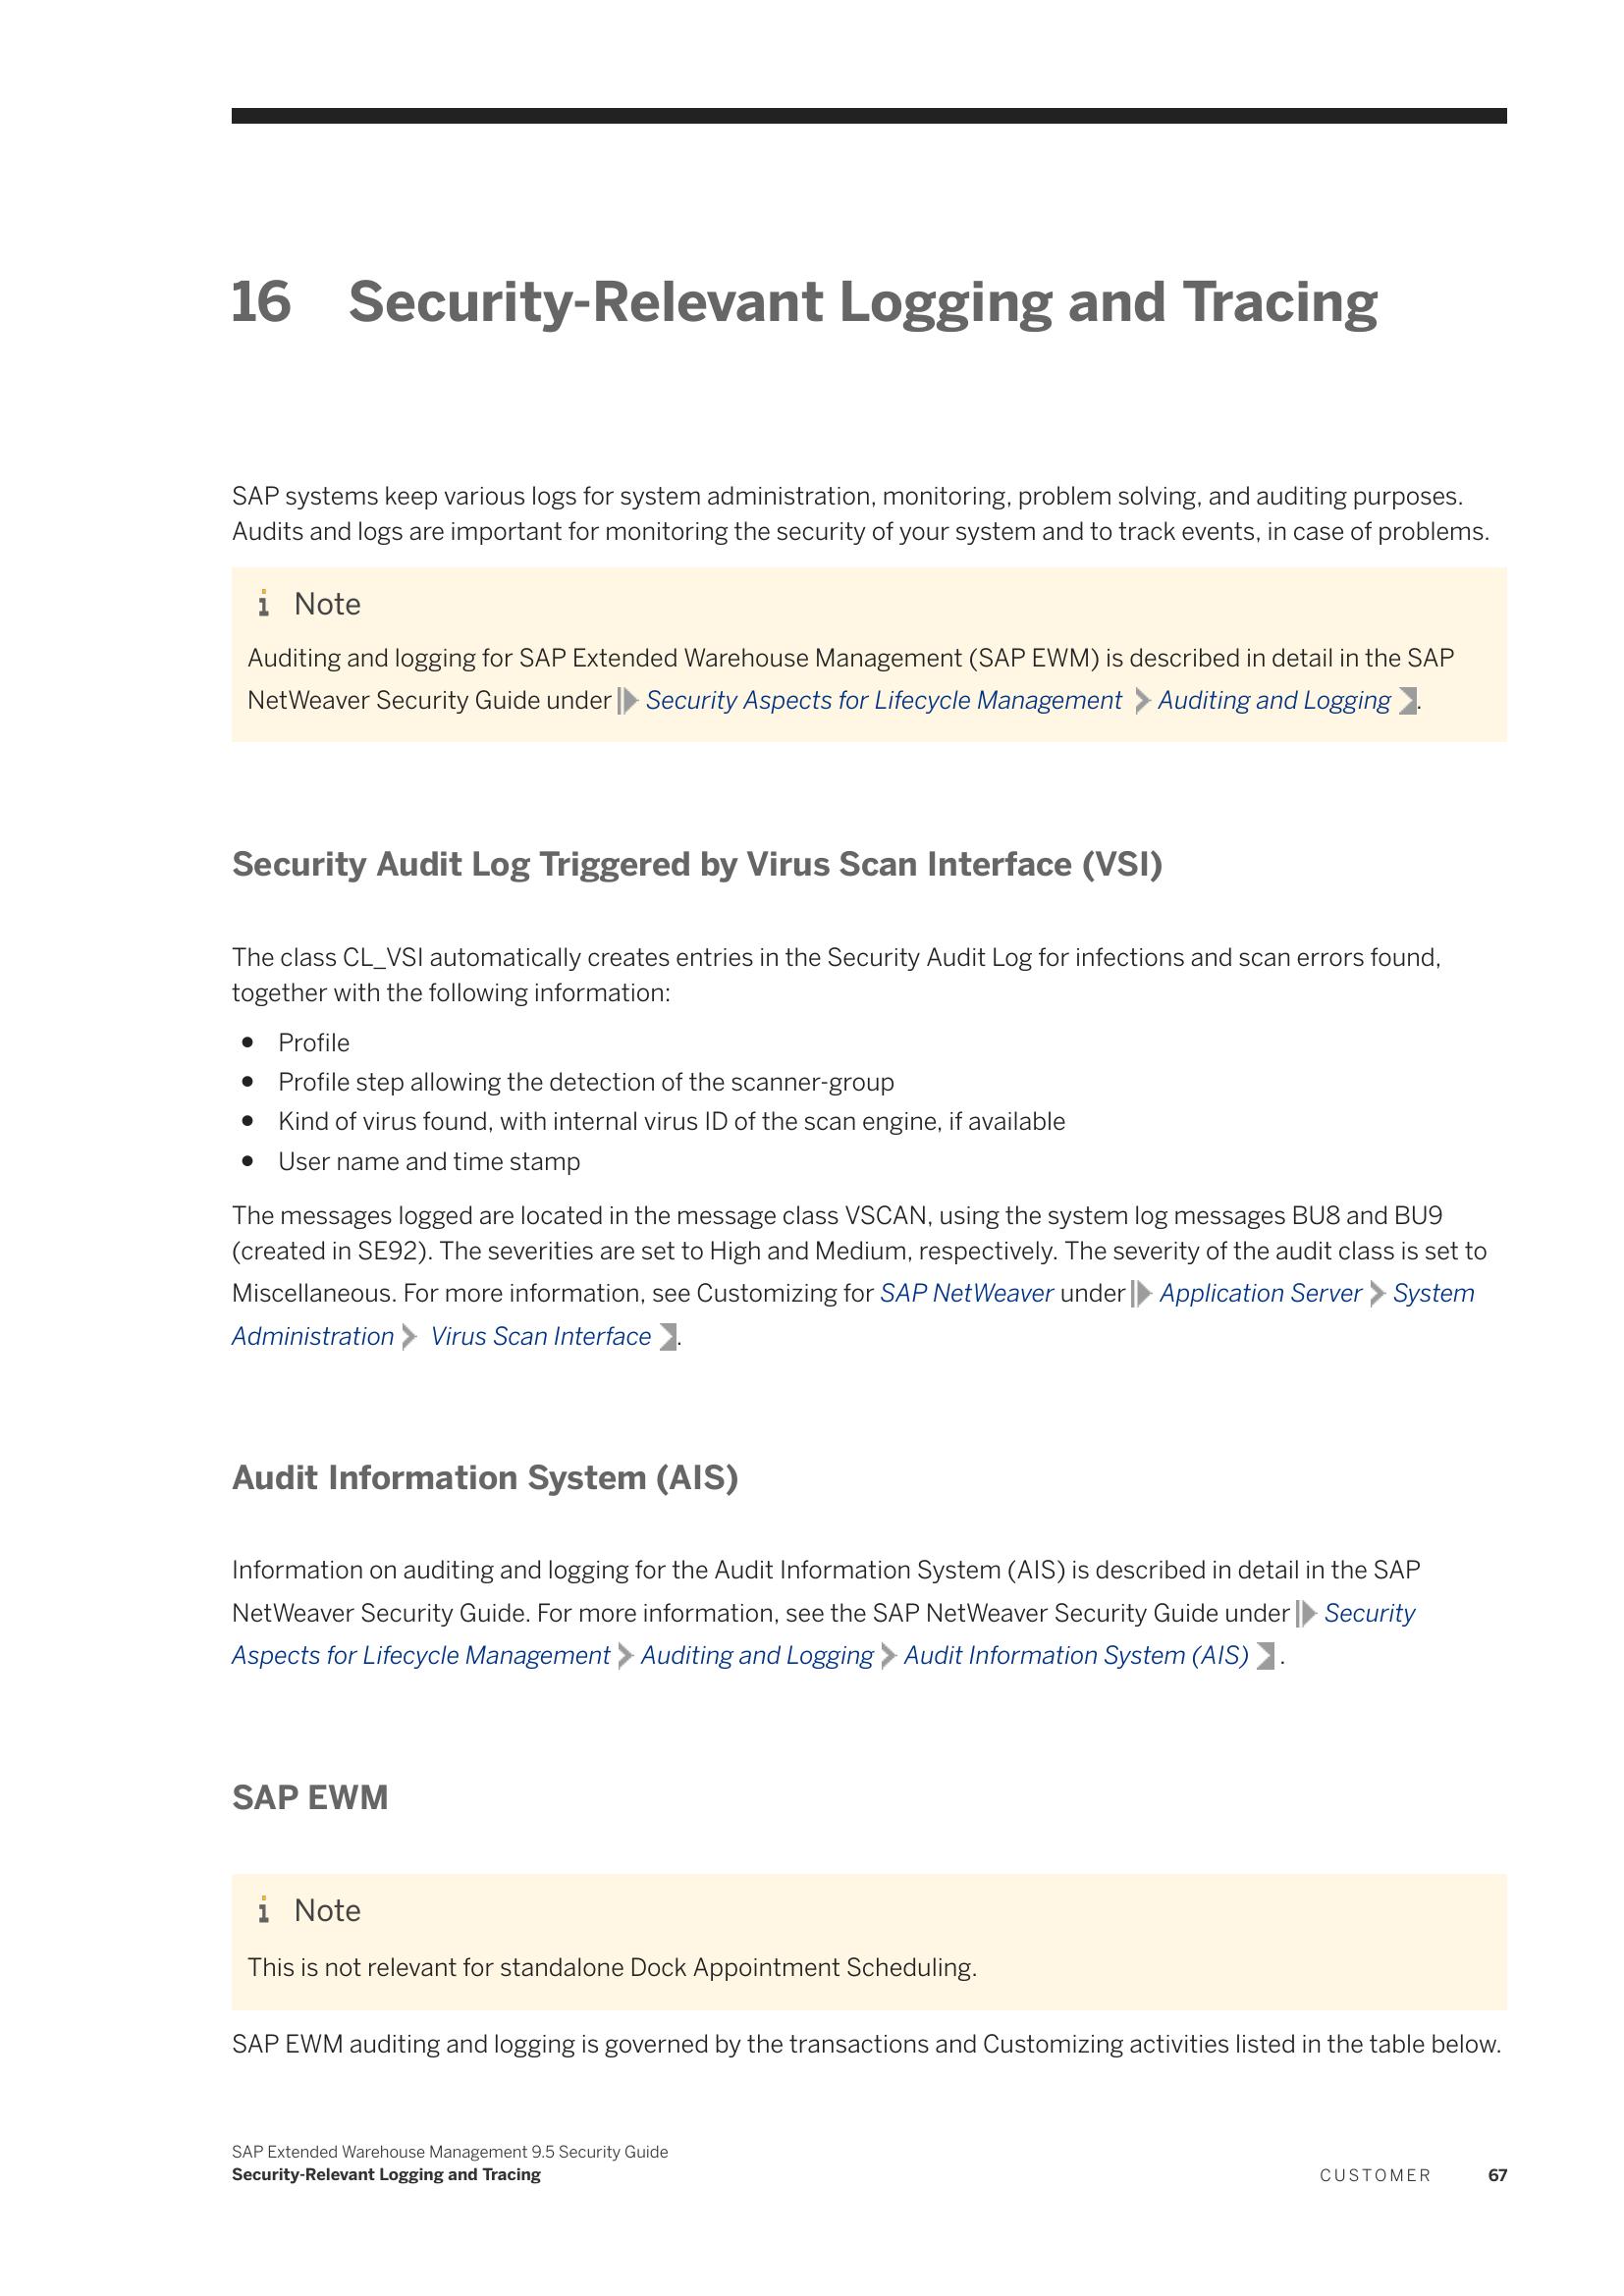 16 Security-Relevant Logging and Tracing
SAP systems keep various logs for system administration, monitoring, problem solving, and auditing purposes.
Audits and logs are important for monitoring the security of your system and to track events, in case of problems.
Note
Auditing and logging for SAP Extended Warehouse Management (SAP EWM) is described in detail in the SAP
NetWeaver Security Guide under Security Aspects for Lifecycle Management Auditing and Logging .
Security Audit Log Triggered by Virus Scan Interface (VSI)
The class CL_VSI automatically creates entries in the Security Audit Log for infections and scan errors found,
together with the following information:
● Profile
● Profile step allowing the detection of the scanner-group
● Kind of virus found, with internal virus ID of the scan engine, if available
● User name and time stamp
The messages logged are located in the message class VSCAN, using the system log messages BU8 and BU9
(created in SE92). The severities are set to High and Medium, respectively. The severity of the audit class is set to
Miscellaneous. For more information, see Customizing for SAP NetWeaver under Application Server System
Administration Virus Scan Interface .
Audit Information System (AIS)
Information on auditing and logging for the Audit Information System (AIS) is described in detail in the SAP
NetWeaver Security Guide. For more information, see the SAP NetWeaver Security Guide under Security
Aspects for Lifecycle Management Auditing and Logging Audit Information System (AIS) .
SAP EWM
Note
This is not relevant for standalone Dock Appointment Scheduling.
SAP EWM auditing and logging is governed by the transactions and Customizing activities listed in the table below.
SAP Extended Warehouse Management 9.5 Security Guide
Security-Relevant Logging and Tracing
CUSTOMER 67